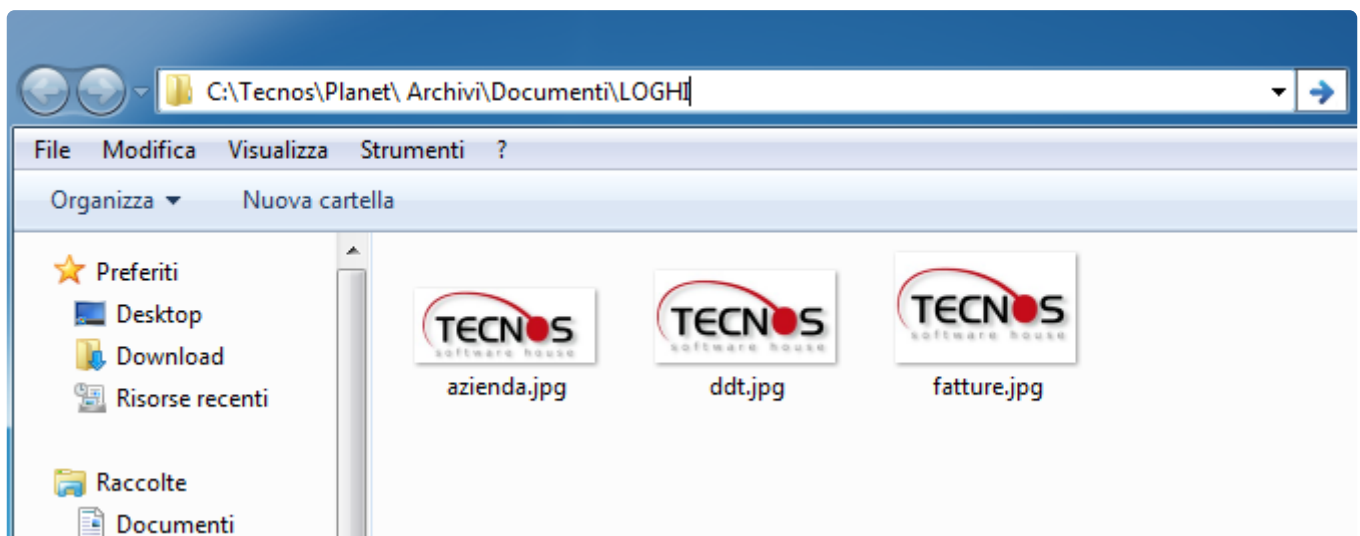 C:\Tecnos\Planet\ Archivi\Documenti\LOGHI
File Modifica Visualizza Strumenti ?
Organizza Nuova cartella
Preferiti
Desktop
Download
Risorse recenti
Raccolte
Documenti
TECNOS
software house
azienda.jpg
TECNOS
software house
ddt.jpg
TECNOS
software house
fatture.jpg